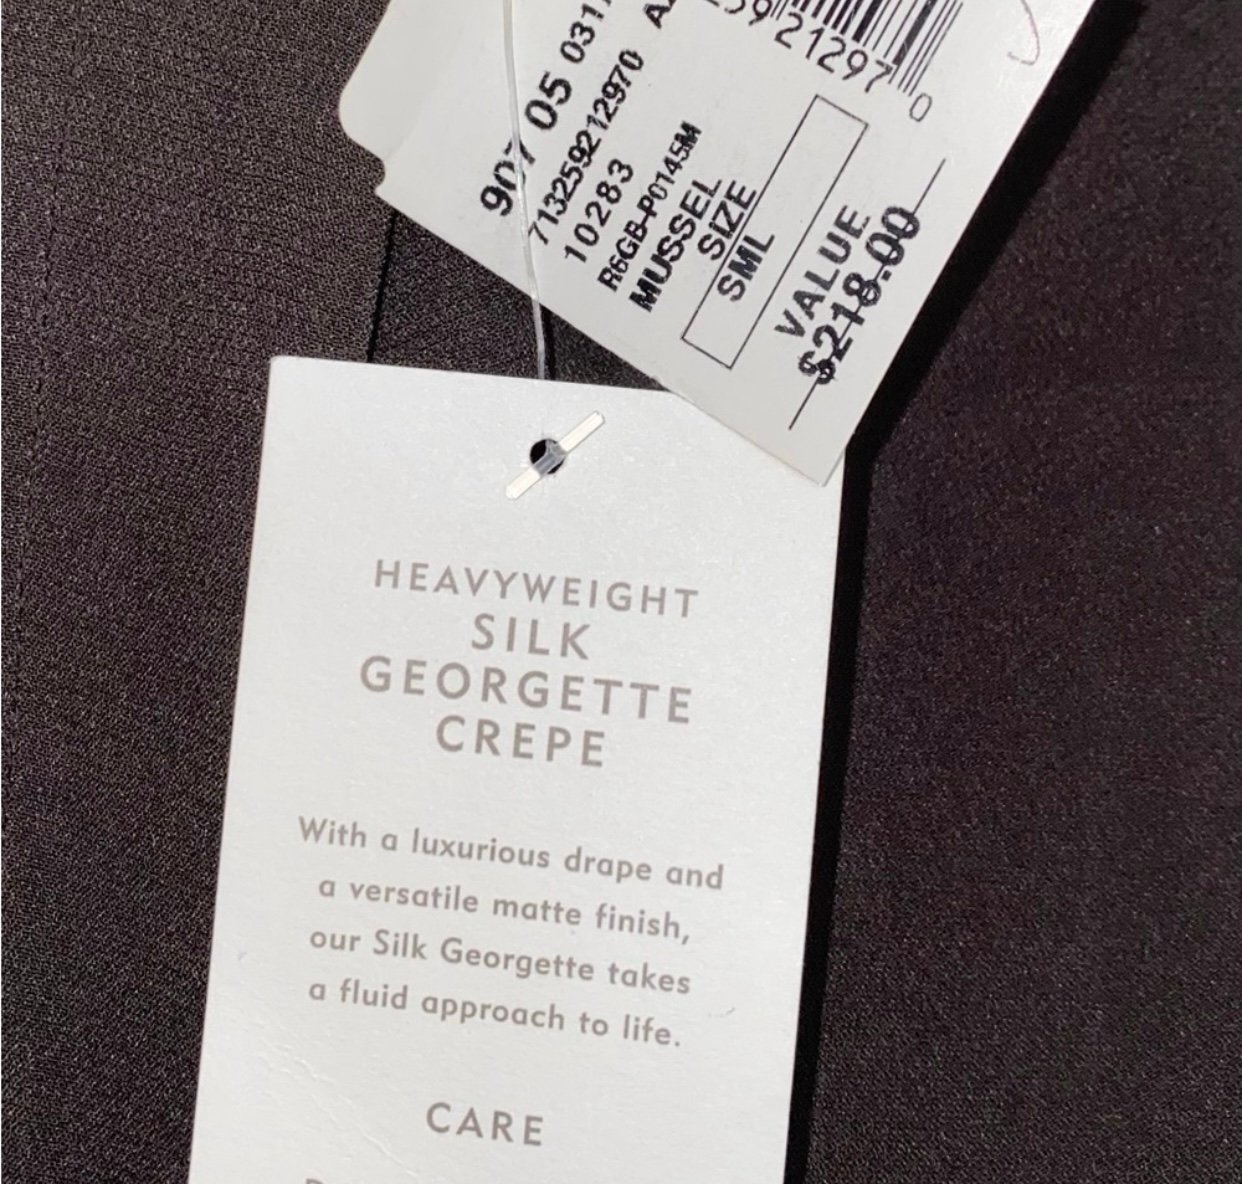 907 05
713259212970
10283
R6GB-P0145M
MUSSEL
SIZE
SML
VALUE
$218.00
21297 0
HEAVYWEIGHT
SILK
GEORGETTE
CREPE
With a luxurious drape and
a versatile matte finish,
our Silk Georgette takes
a fluid approach to life.
CARE